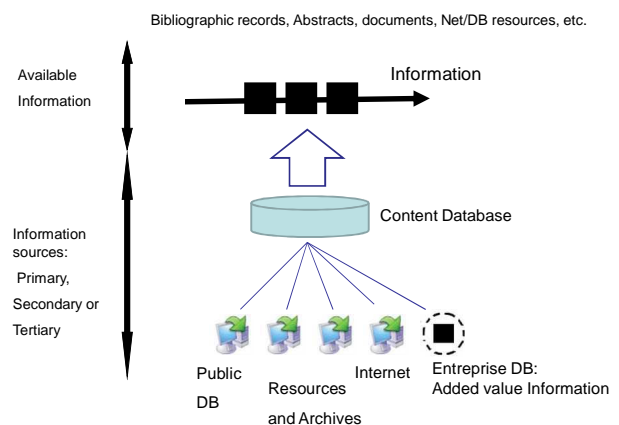 Bibliographic records, Abstracts, documents, Net/DB resources, etc.
Available
Information
Information
Content Database
Information
sources:
Primary,
Secondary or
Tertiary
Public
DB
Resources
and Archives
Internet
Entreprise DB:
Added value Information